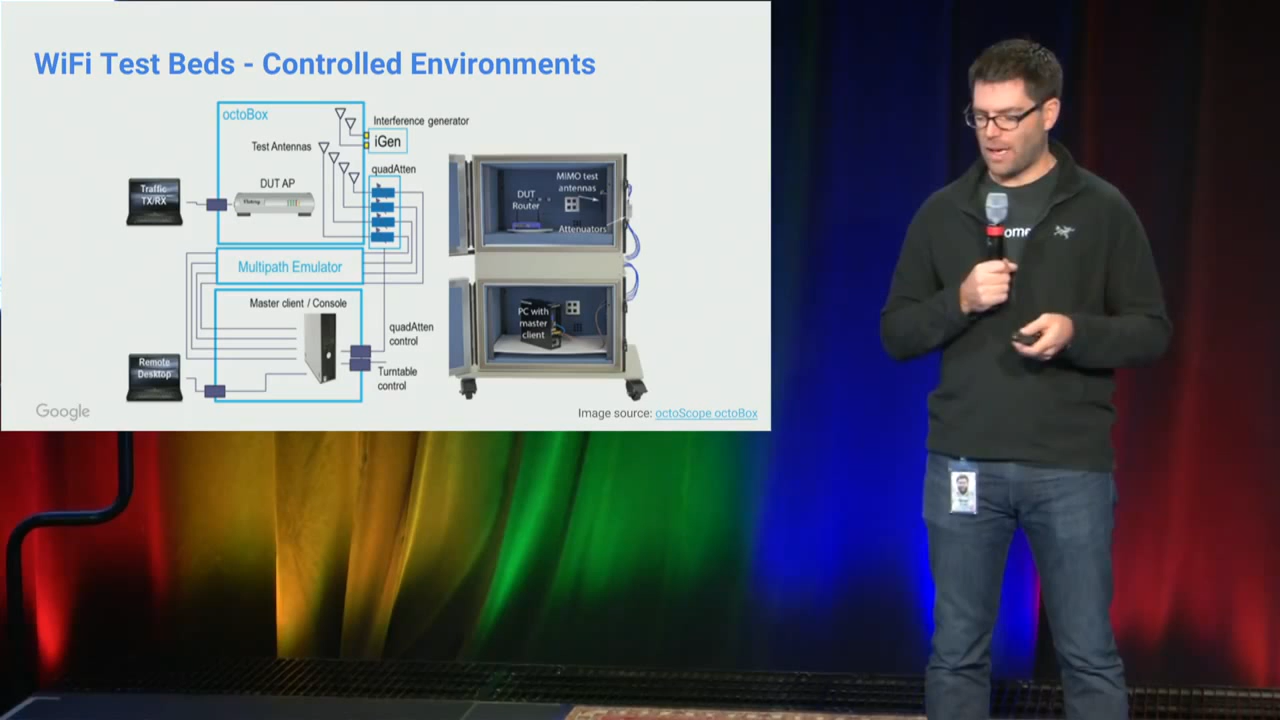 WiFi Test Beds - Controlled Environments
octoBox
Interference generator
iGen
Test Antennas
quadAtten
DUT AP
Traffic
TX/RX
Multipath Emulator
Master client / Console
quadAtten
control
Remote
Desktop
Turntable
control
MIMO test
antennas
DUT
Router
Attenuators
PC with
master
client
Google
Image source: octoScope octoBox
ome